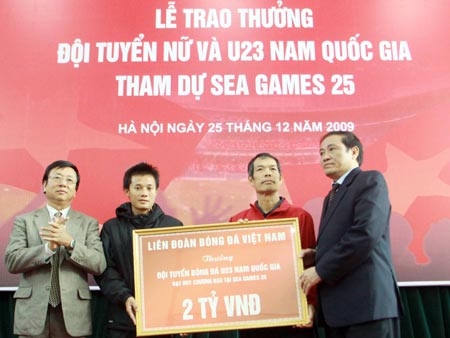 LỄ TRAO THƯỞNG
ĐỘI TUYỂN NỮ VÀ U23 NAM QUỐC GIA
THAM DỰ SEA GAMES 25
HÀ NỘI NGÀY 25 THÁNG 12 NĂM 2009
LIÊN ĐOÀN BÓNG ĐÁ VIỆT NAM
Thưởng
ĐỘI TUYỂN BÓNG ĐÁ U23 NAM QUỐC GIA
ĐẠT HUY CHƯƠNG BẠC TẠI SEA GAMES 25
2 TỶ VNĐ